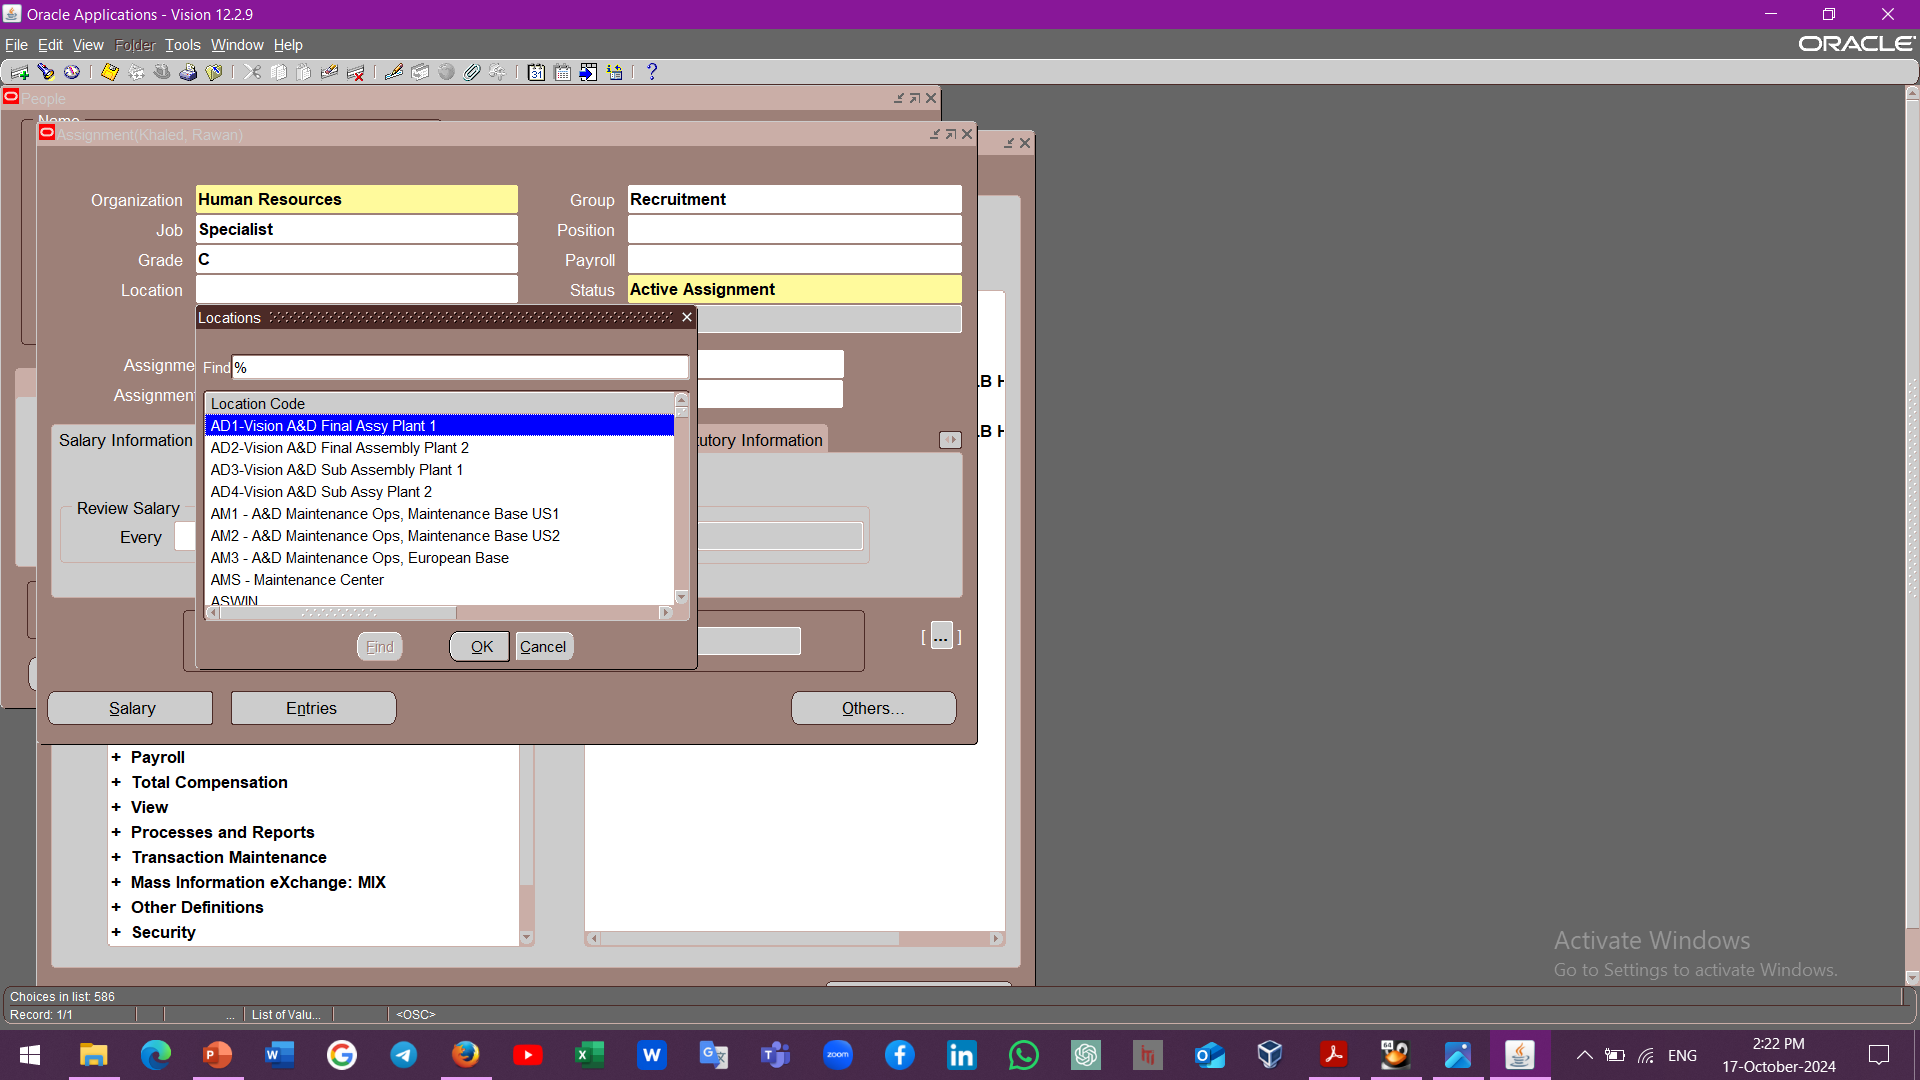 Oracle Applications - Vision 12.2.9
File Edit View Folder Tools Window Help
ORACLE
People
Name
Assignment(Khaled, Rawan)
Organization Human Resources Group Recruitment
Job Specialist Position
Grade C Payroll
Location Status Active Assignment
Locations
Find %
Location Code
AD1-Vision A&D Final Assy Plant 1
AD2-Vision A&D Final Assembly Plant 2
AD3-Vision A&D Sub Assembly Plant 1
AD4-Vision A&D Sub Assy Plant 2
AM1 - A&D Maintenance Ops, Maintenance Base US1
AM2 - A&D Maintenance Ops, Maintenance Base US2
AM3 - A&D Maintenance Ops, European Base
AMS - Maintenance Center
ASWIN
Find OK Cancel
Assignme
Assignment
.B H
.B H
Salary Information utory Information
Review Salary
Every
[ ... ]
Salary Entries Others...
+ Payroll
+ Total Compensation
+ View
+ Processes and Reports
+ Transaction Maintenance
+ Mass Information eXchange: MIX
+ Other Definitions
+ Security
Activate Windows
Go to Settings to activate Windows.
Choices in list: 586
Record: 1/1 ... List of Valu... <OSC>
ENG
2:22 PM
17-October-2024